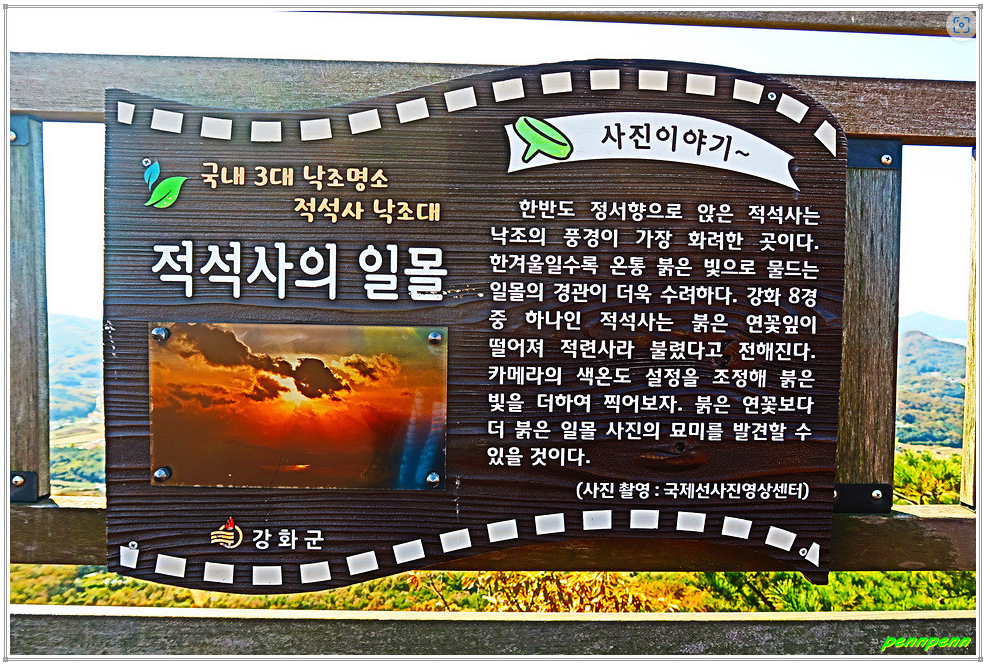 국내 3대 낙조명소
적석사 낙조대
적석사의 일몰
강화군
사진이야기~
한반도 정서향으로 앉은 적석사는
낙조의 풍경이 가장 화려한 곳이다.
한겨울일수록 온통 붉은 빛으로 물드는
일몰의 경관이 더욱 수려하다. 강화 8경
중 하나인 적석사는 붉은 연꽃잎이
떨어져 적련사라 불렸다고 전해진다.
카메라의 색온도 설정을 조정해 붉은
빛을 더하여 찍어보자. 붉은 연꽃보다
더 붉은 일몰 사진의 묘미를 발견할 수
있을 것이다.
(사진 촬영 : 국제선사진영상센터)
pennpenn